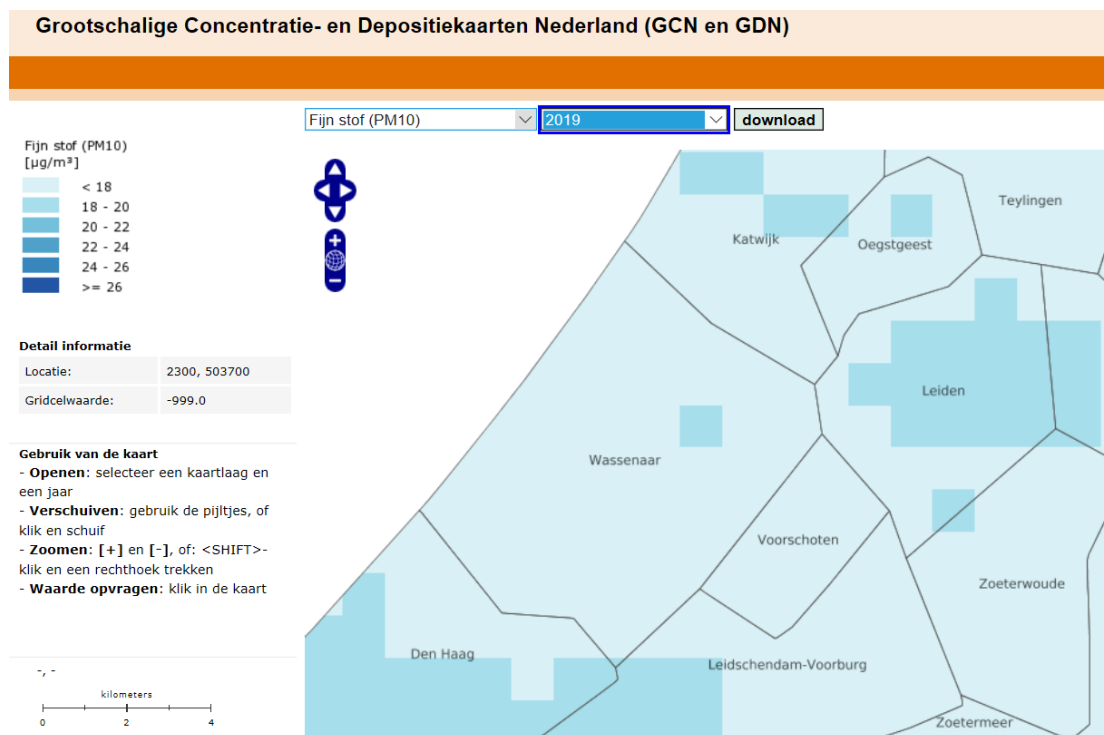 Grootschalige Concentratie- en Depositiekaarten Nederland (GCN en GDN)
Fijn stof (PM10)
2019
download
Fijn stof (PM10)
[µg/m³]
< 18
18 - 20
20 - 22
22 - 24
24 - 26
>= 26
Detail informatie
Locatie: 2300, 503700
Gridcelwaarde: -999.0
Gebruik van de kaart
- Openen: selecteer een kaartlaag en
een jaar
- Verschuiven: gebruik de pijltjes, of
klik en schuif
- Zoomen: [+] en [-], of: <SHIFT>-
klik en een rechthoek trekken
- Waarde opvragen: klik in de kaart
-, -
kilometers
0 2 4
Teylingen
Katwijk
Oegstgeest
Leiden
Wassenaar
Voorschoten
Zoeterwoude
Den Haag
Leidschendam-Voorburg
Zoetermeer